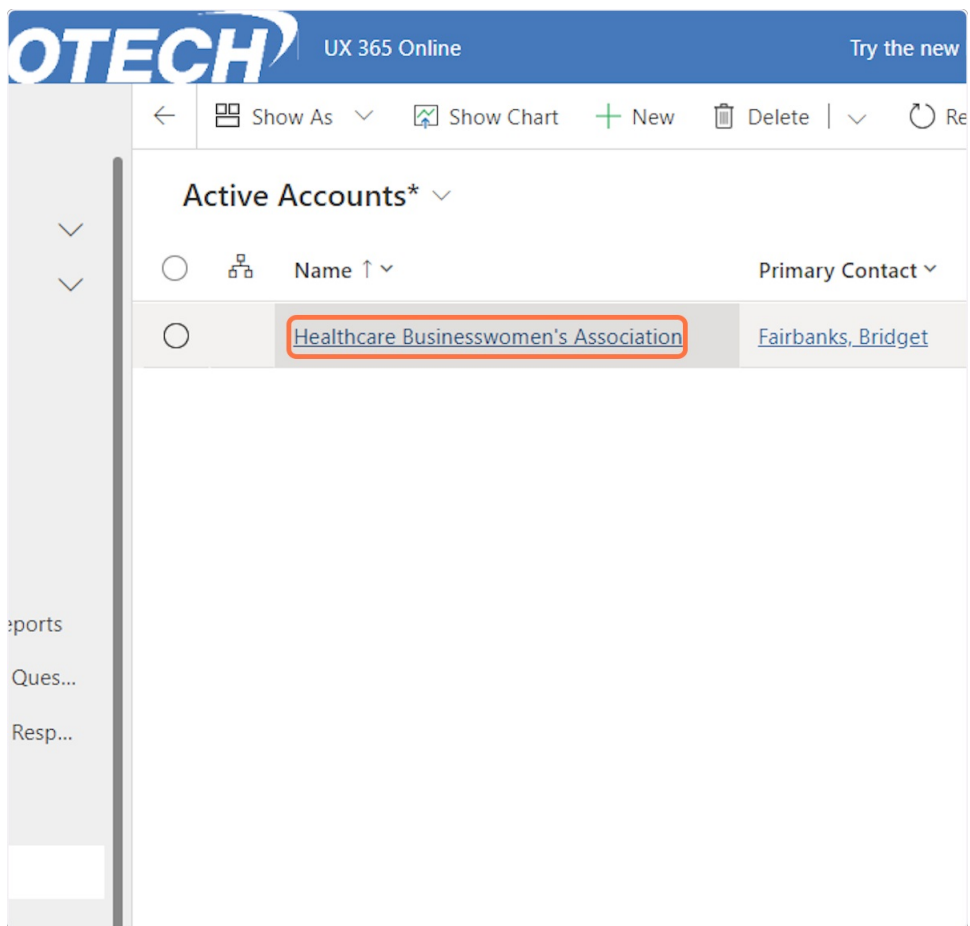 OTECH
UX 365 Online
Try the new
Show As
Show Chart
New
Delete
Re
Active Accounts*
Name
Primary Contact
Healthcare Businesswomen's Association
Fairbanks, Bridget
eports
Ques...
Resp...